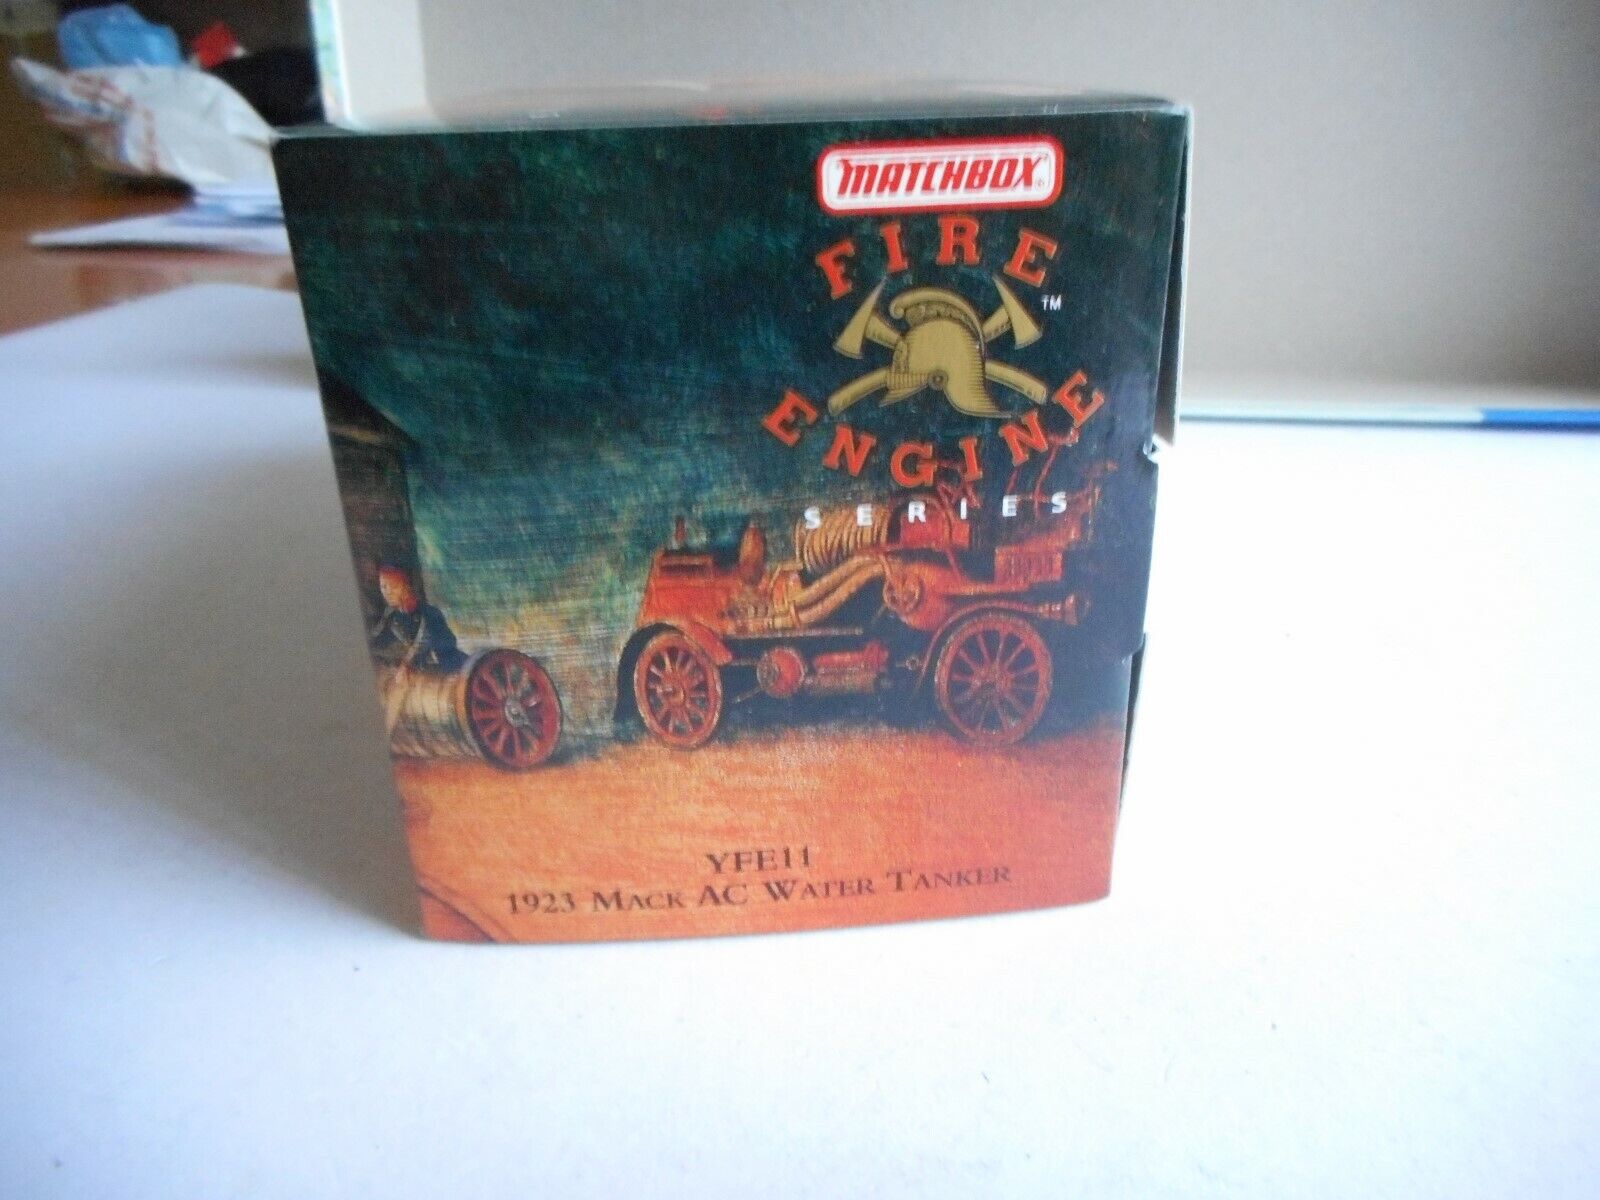 MATCHBOX®
FIRE
™
ENGINE
SERIES
YFE11
1923 MACK AC WATER TANKER